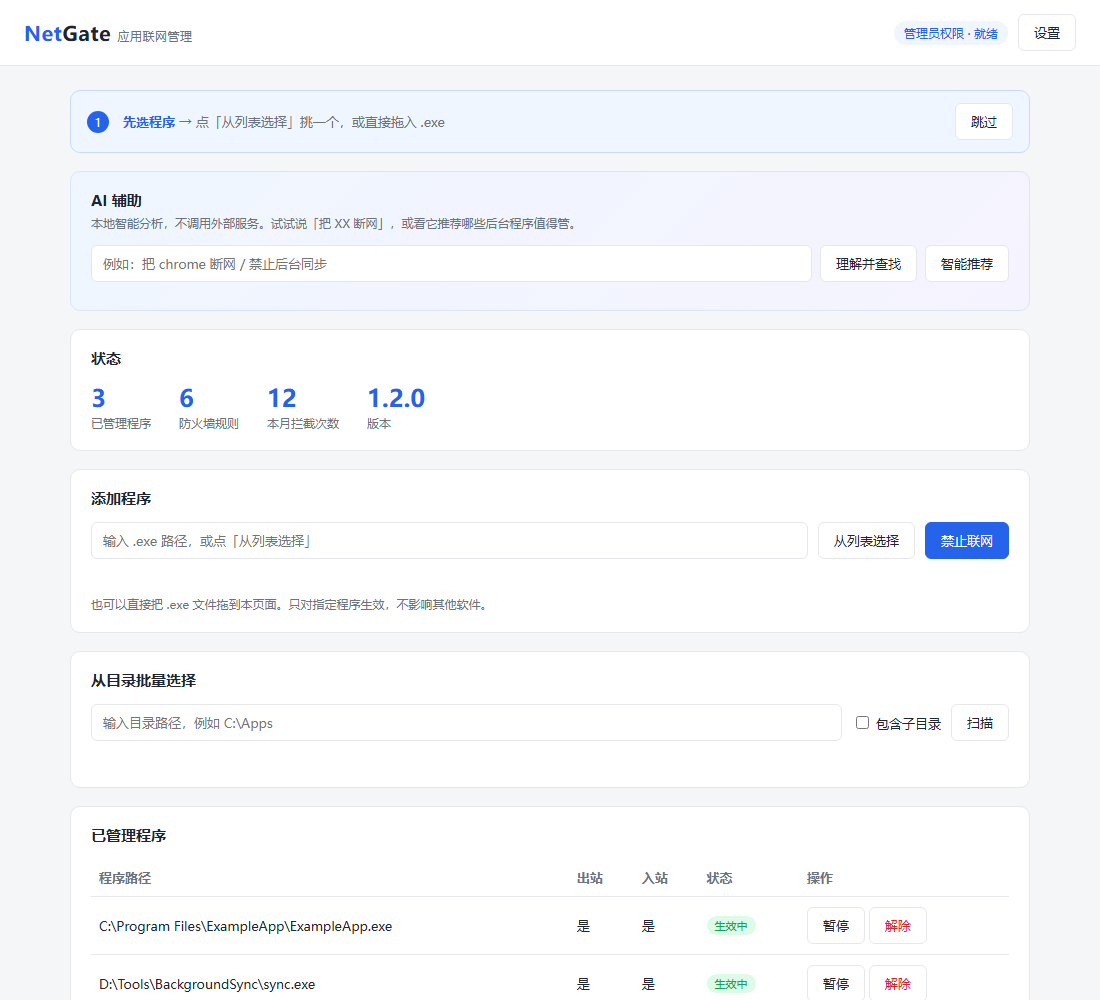 NetGate 应用联网管理
管理员权限 · 就绪
设置
1 先选程序 → 点「从列表选择」挑一个，或直接拖入 .exe
跳过
AI 辅助
本地智能分析，不调用外部服务。试试说「把 XX 断网」，或看它推荐哪些后台程序值得管。
例如：把 chrome 断网 / 禁止后台同步
理解并查找
智能推荐
状态
3 6 12 1.2.0
已管理程序 防火墙规则 本月拦截次数 版本
添加程序
输入 .exe 路径，或点「从列表选择」
从列表选择
禁止联网
也可以直接把 .exe 文件拖到本页面。只对指定程序生效，不影响其他软件。
从目录批量选择
输入目录路径，例如 C:\Apps
包含子目录
扫描
已管理程序
程序路径 出站 入站 状态 操作
C:\Program Files\ExampleApp\ExampleApp.exe 是 是 生效中 暂停 解除
D:\Tools\BackgroundSync\sync.exe 是 是 生效中 暂停 解除